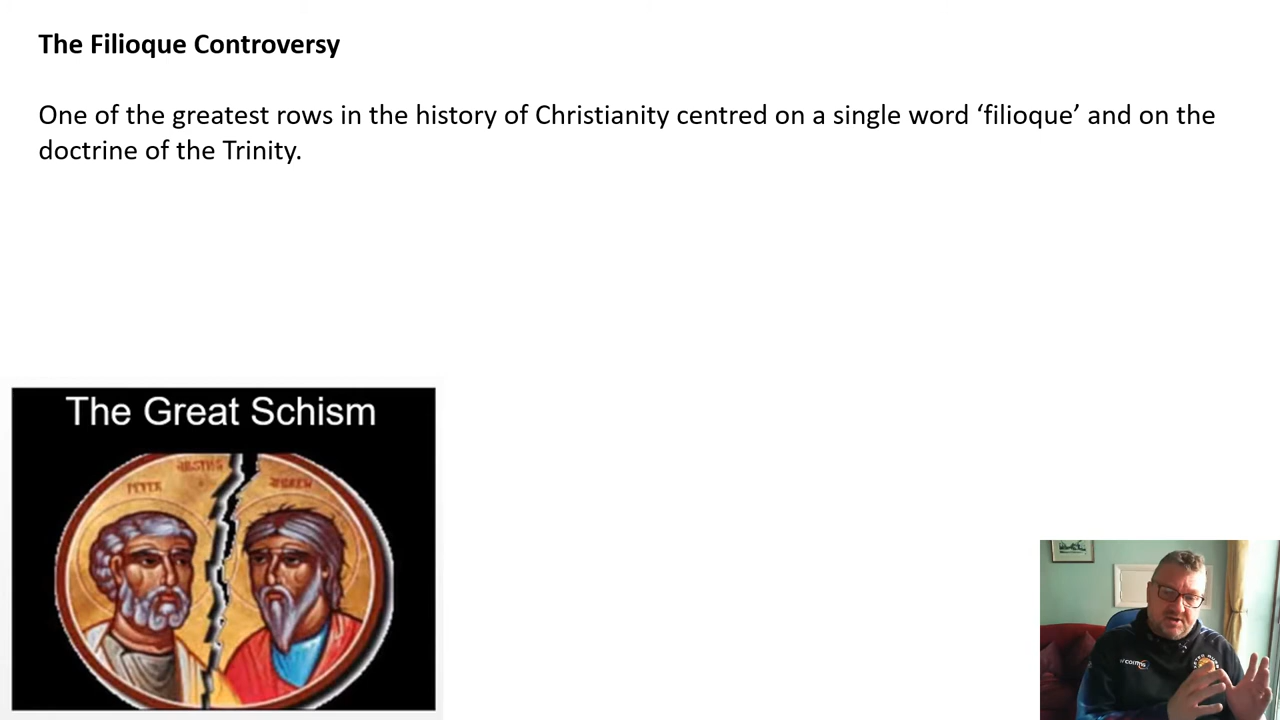 The Filioque Controversy
One of the greatest rows in the history of Christianity centred on a single word ‘filioque’ and on the
doctrine of the Trinity.
The Great Schism
PETER